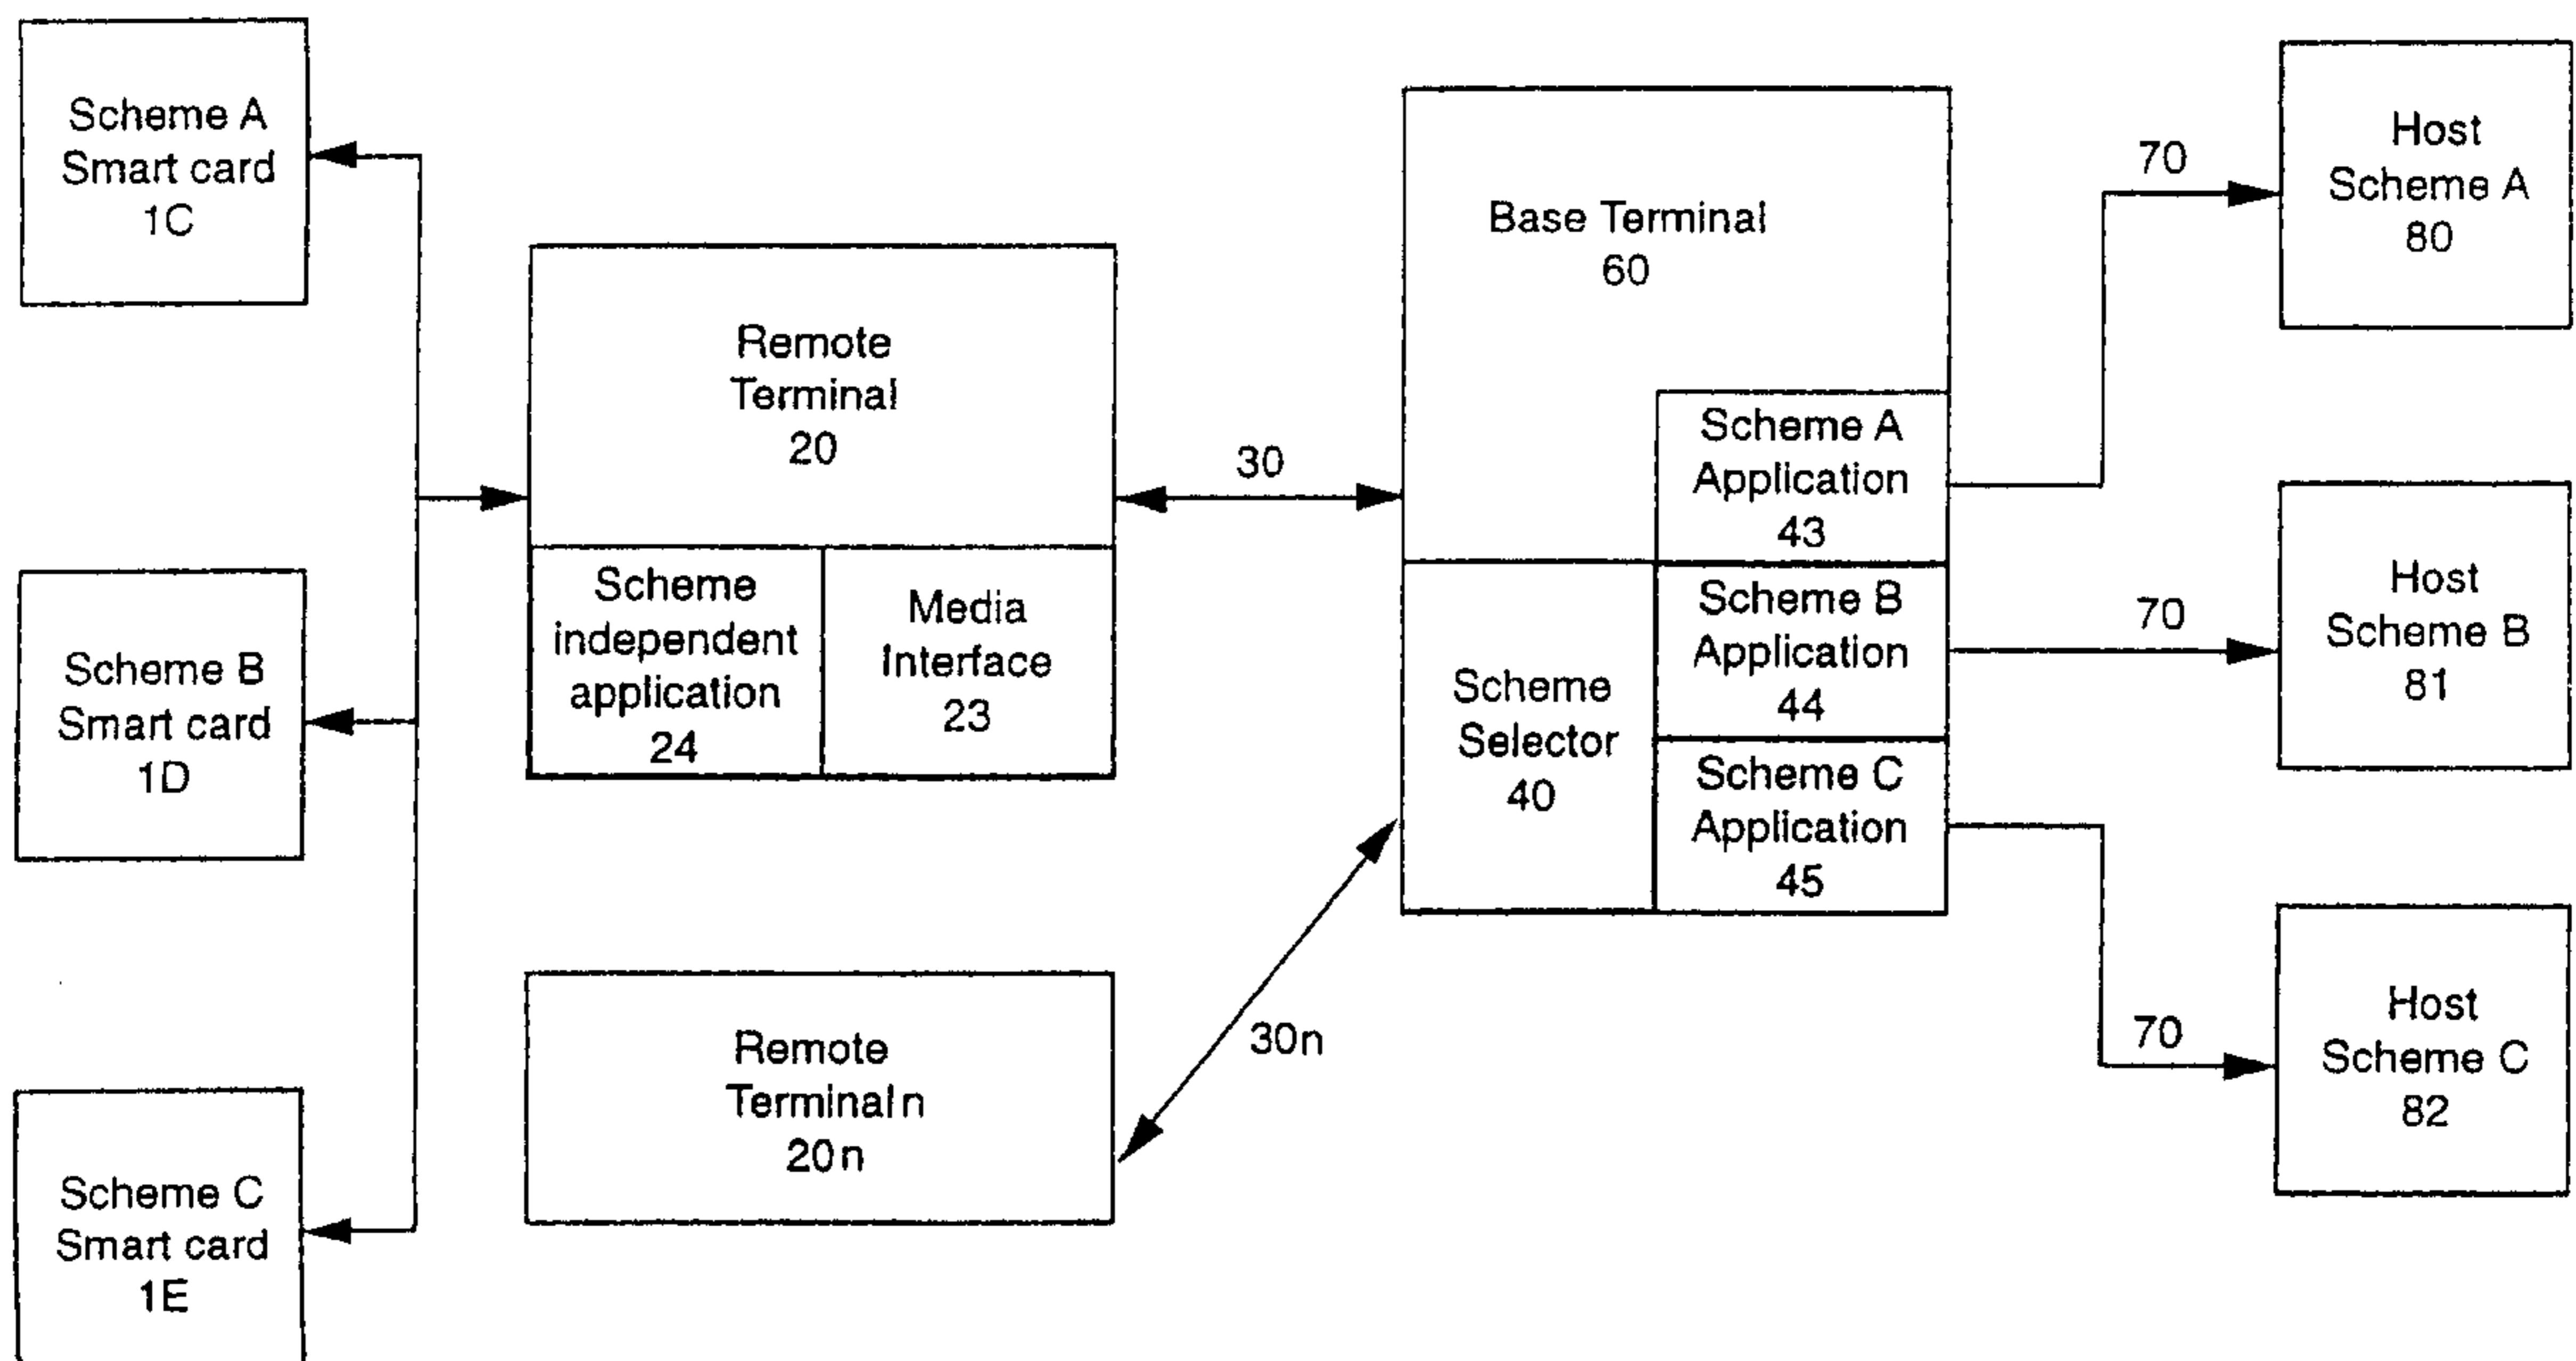 Scheme A
Smart card
1C
Scheme B
Smart card
1D
Scheme C
Smart card
1E
Remote
Terminal
20
Scheme
independent
application
24
Media
Interface
23
Remote
Terminal n
20n
30
30n
Base Terminal
60
Scheme
Selector
40
Scheme A
Application
43
Scheme B
Application
44
Scheme C
Application
45
70
70
70
Host
Scheme A
80
Host
Scheme B
81
Host
Scheme C
82